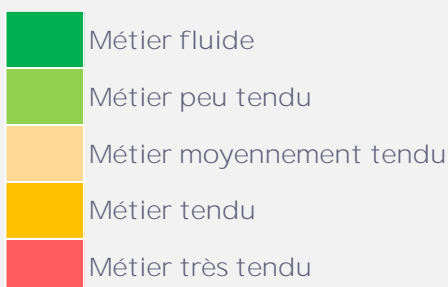 Métier fluide
Métier peu tendu
Métier moyennement tendu
Métier tendu
Métier très tendu